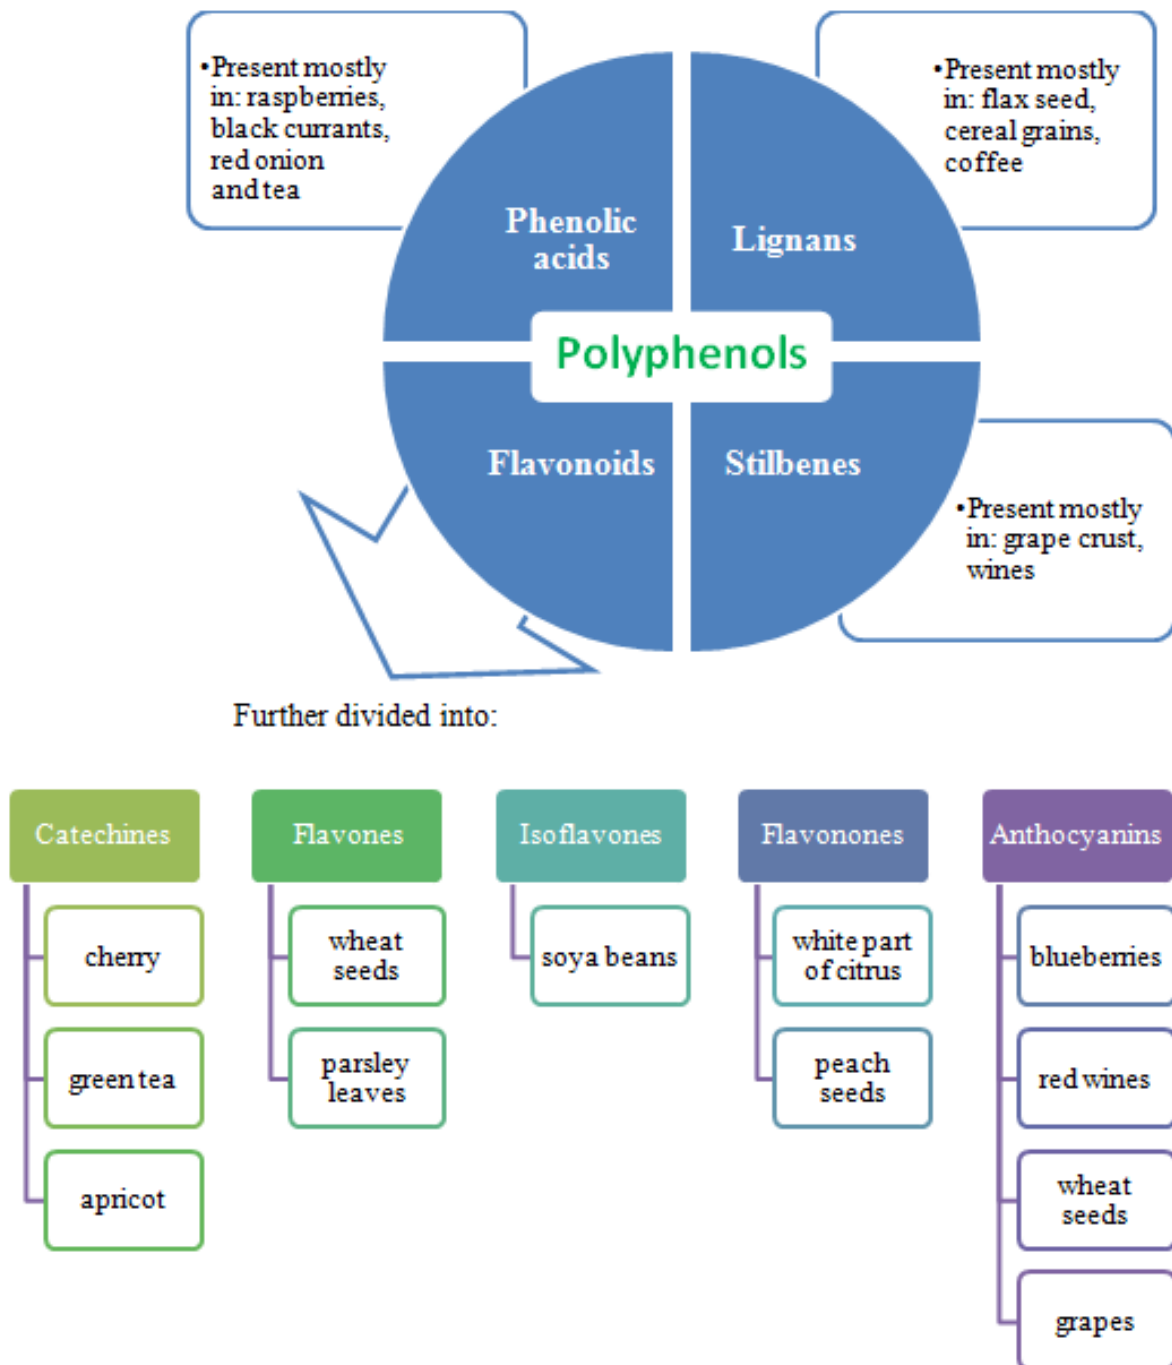 •Present mostly
in: raspberries,
black currants,
red onion
and tea
•Present mostly
in: flax seed,
cereal grains,
coffee
Phenolic
acids
Lignans
Polyphenols
Flavonoids
Stilbenes
•Present mostly
in: grape crust,
wines
Further divided into:
Catechines
Flavones
Isoflavones
Flavonones
Anthocyanins
cherry
green tea
apricot
wheat
seeds
parsley
leaves
soya beans
white part
of citrus
peach
seeds
blueberries
red wines
wheat
seeds
grapes